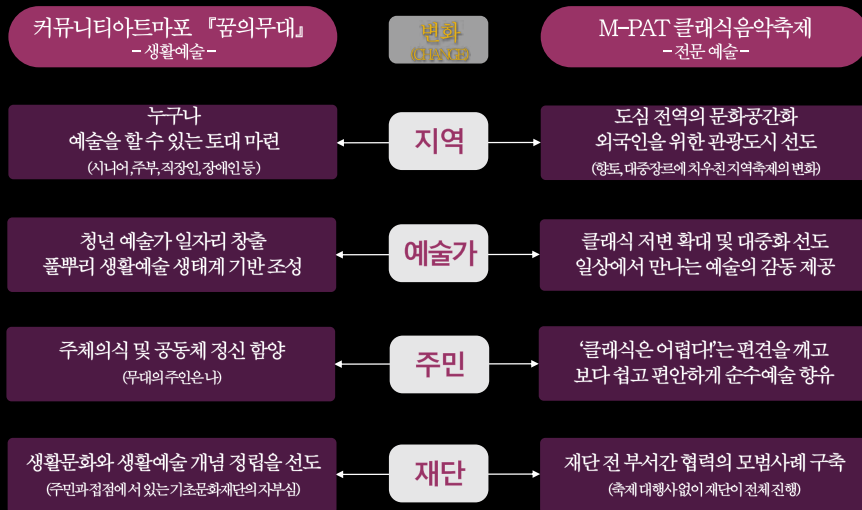 커뮤니티아트마포 『꿈의무대』
- 생활예술 -
변화
(CHANGE)
M-PAT 클래식음악축제
- 전문 예술 -
누구나
예술을 할 수 있는 토대 마련
(시니어, 주부, 직장인, 장애인 등)
지역
도심 전역의 문화공간화
외국인을 위한 관광도시 선도
(향토, 대중장르에 치우친 지역축제의 변화)
청년 예술가 일자리 창출
풀뿌리 생활예술 생태계 기반 조성
예술가
클래식 저변 확대 및 대중화 선도
일상에서 만나는 예술의 감동 제공
주체의식 및 공동체 정신 함양
(무대의 주인은 나)
주민
‘클래식은 어렵다!’는 편견을 깨고
보다 쉽고 편안하게 순수예술 향유
생활문화와 생활예술 개념 정립을 선도
(주민과 접점에 서 있는 기초문화재단의 자부심)
재단
재단 전 부서간 협력의 모범사례 구축
(축제 대행사 없이 재단이 전체 진행)